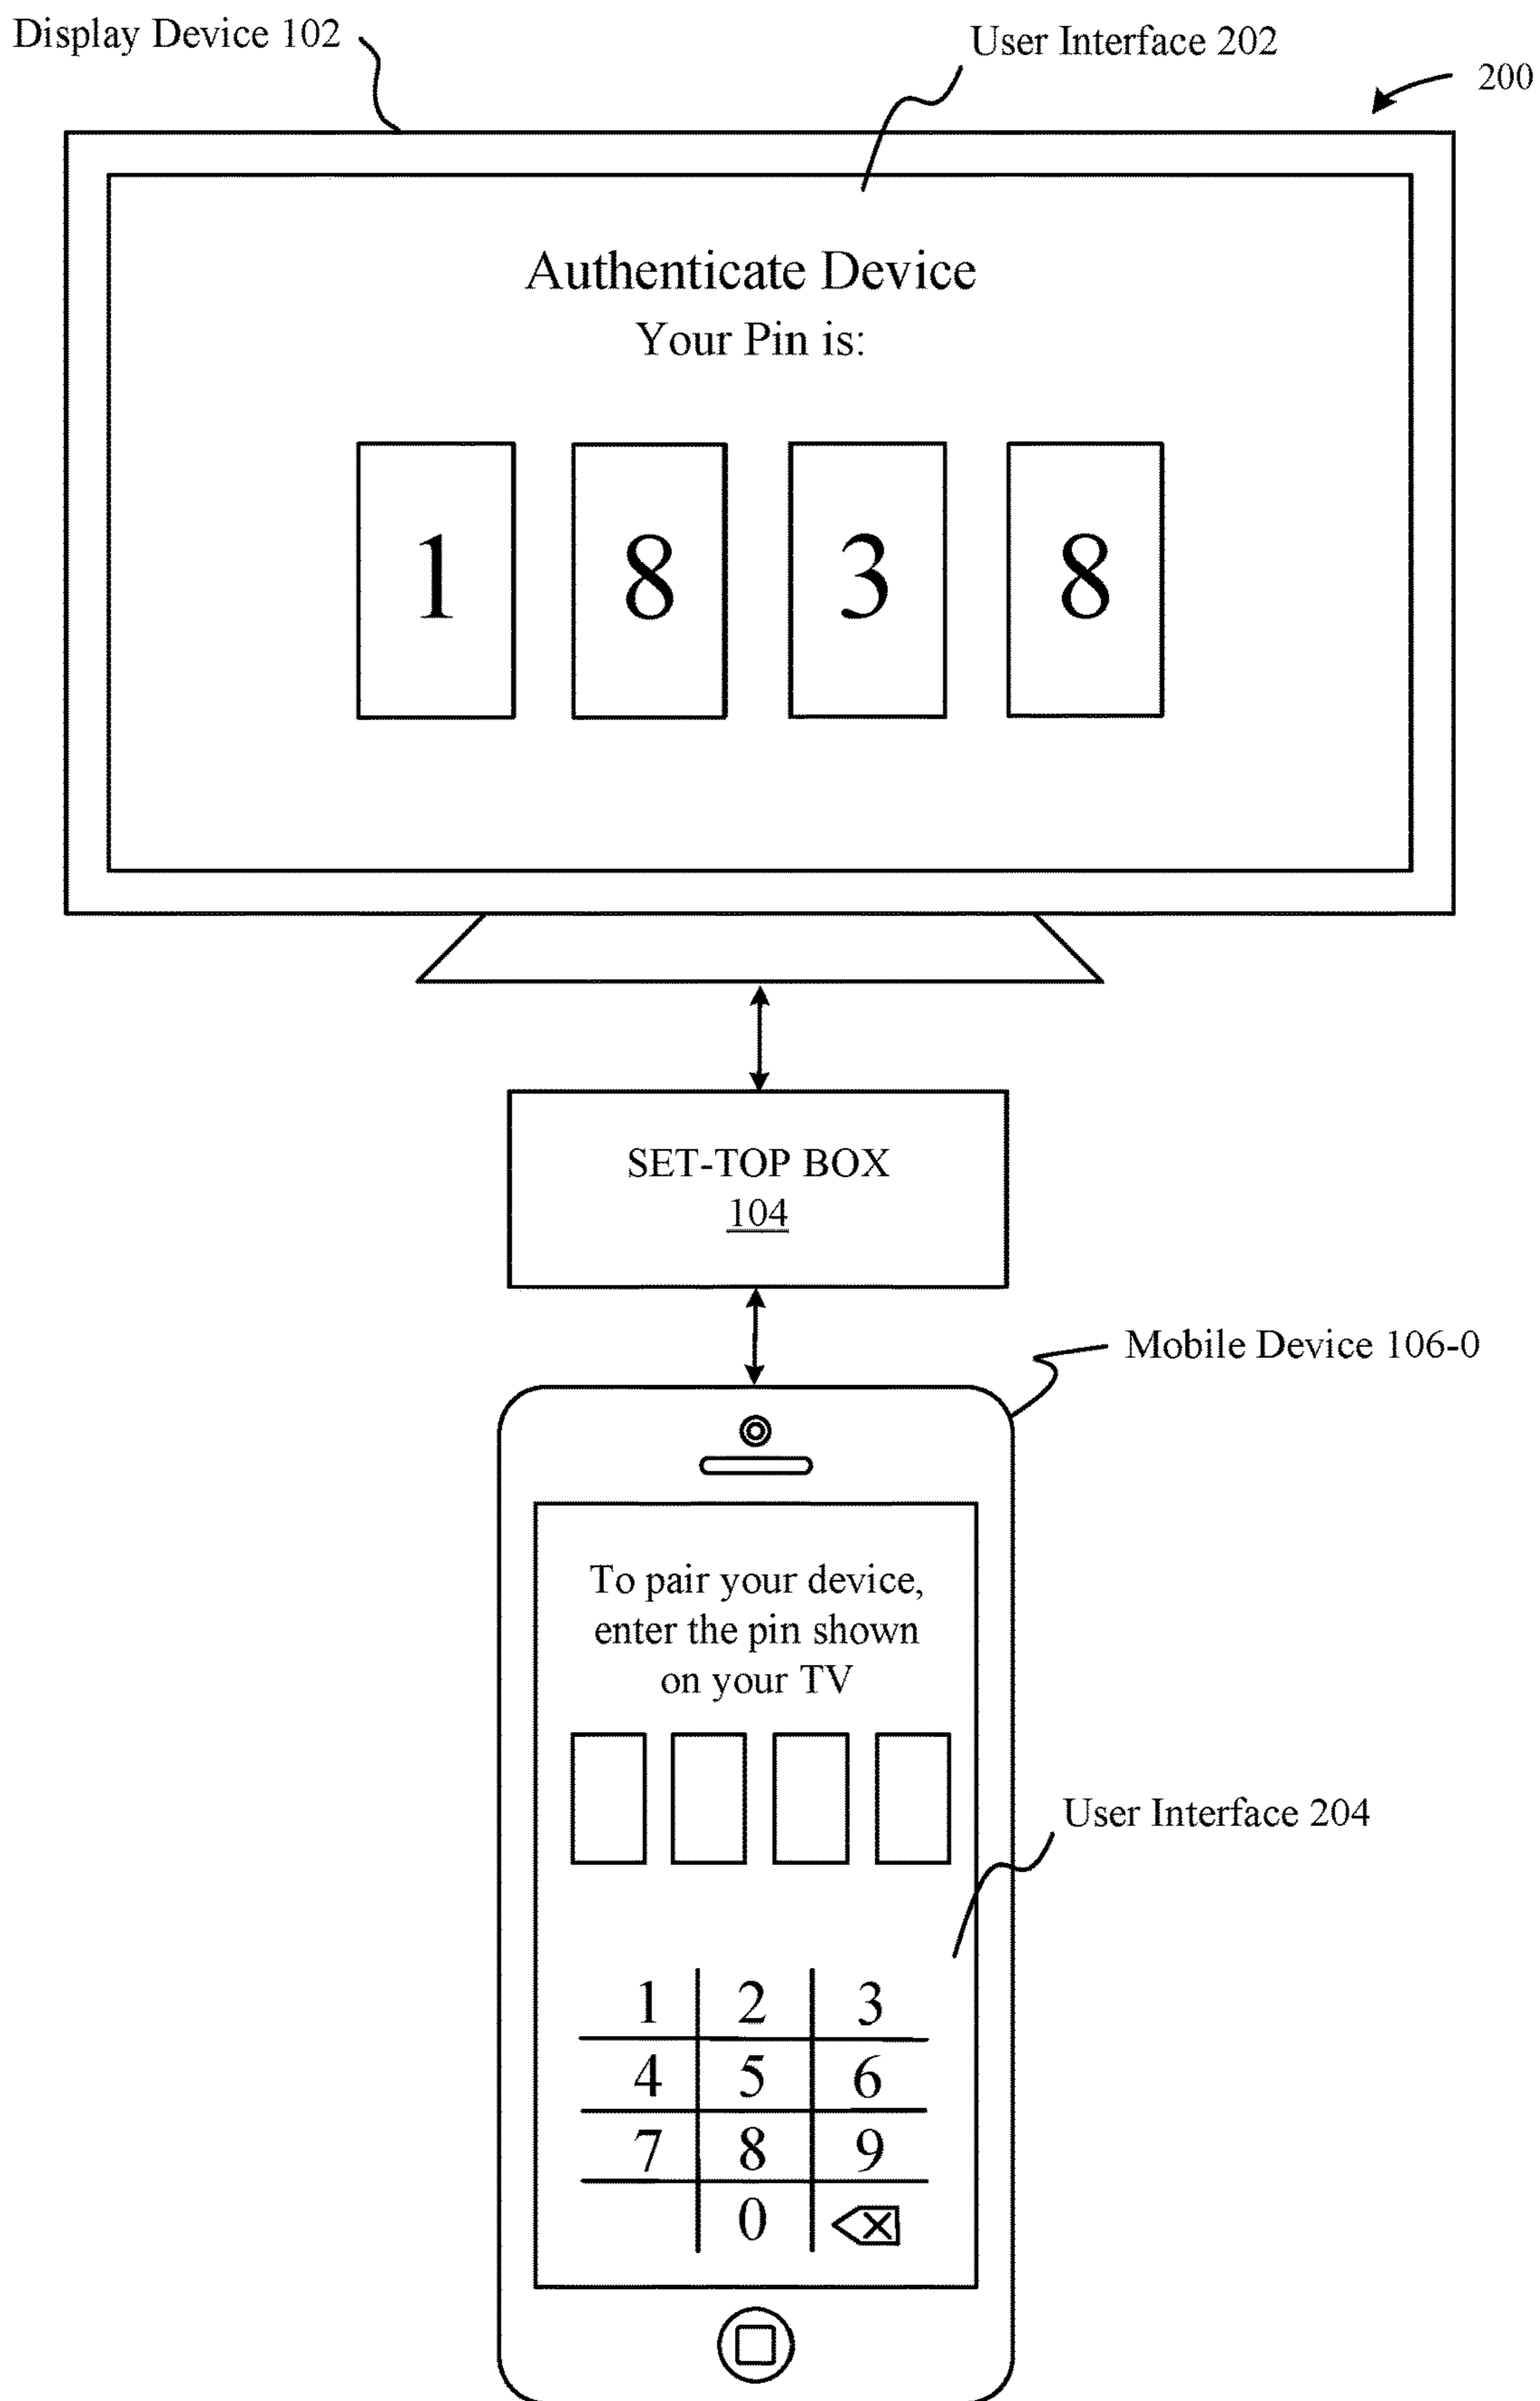 Display Device 102
User Interface 202
200
Authenticate Device
Your Pin is:
1 8 3 8
SET-TOP BOX
104
Mobile Device 106-0
To pair your device,
enter the pin shown
on your TV
User Interface 204
1 2 3
4 5 6
7 8 9
0